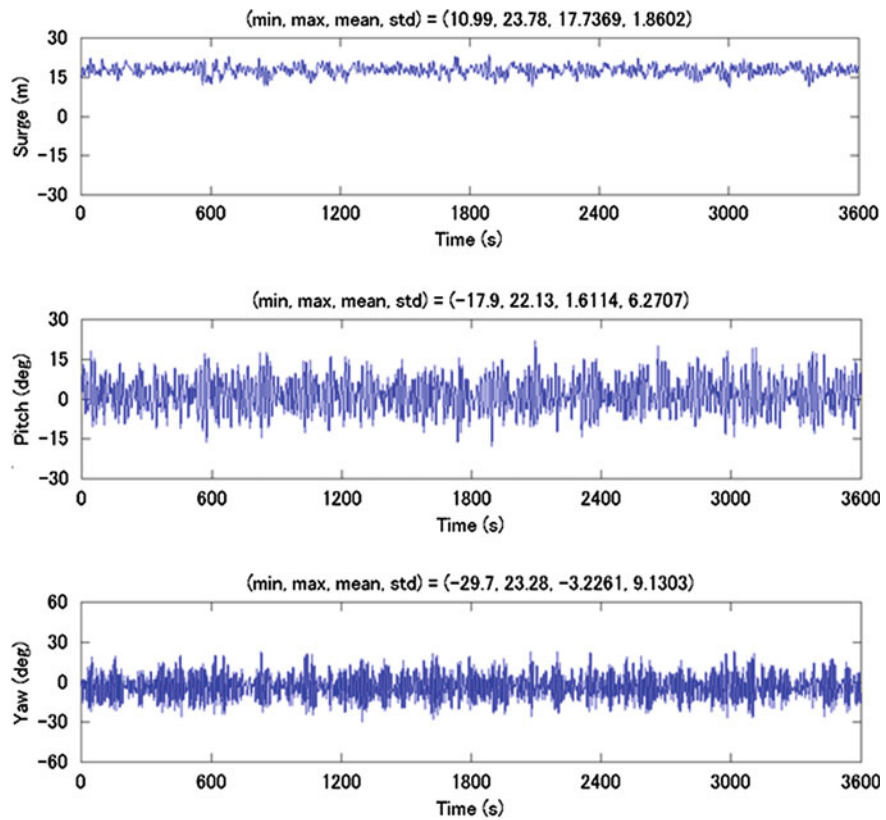 (min, max, mean, std) = (10.99, 23.78, 17.7369, 1.8602)
30
15
0
-15
-30
Surge (m)
0 600 1200 1800 2400 3000 3600
Time (s)
(min, max, mean, std) = (-17.9, 22.13, 1.6114, 6.2707)
30
15
0
-15
-30
Pitch (deg)
0 600 1200 1800 2400 3000 3600
Time (s)
(min, max, mean, std) = (-29.7, 23.28, -3.2261, 9.1303)
60
30
0
-30
-60
Yaw (deg)
0 600 1200 1800 2400 3000 3600
Time (s)